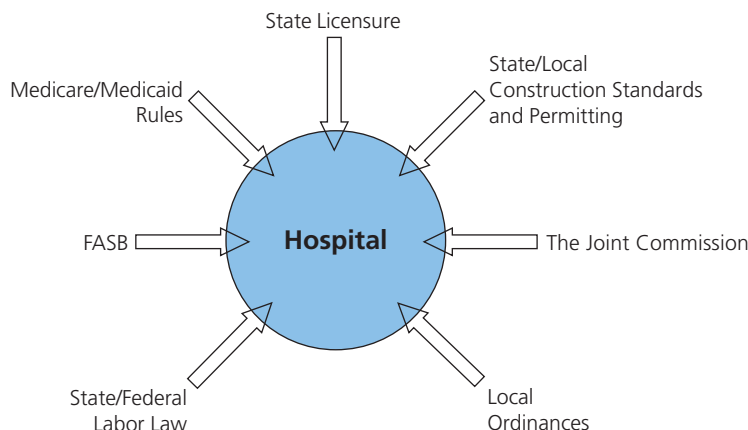 State Licensure
Medicare/Medicaid
Rules
State/Local
Construction Standards
and Permitting
FASB
Hospital
The Joint Commission
State/Federal
Labor Law
Local
Ordinances